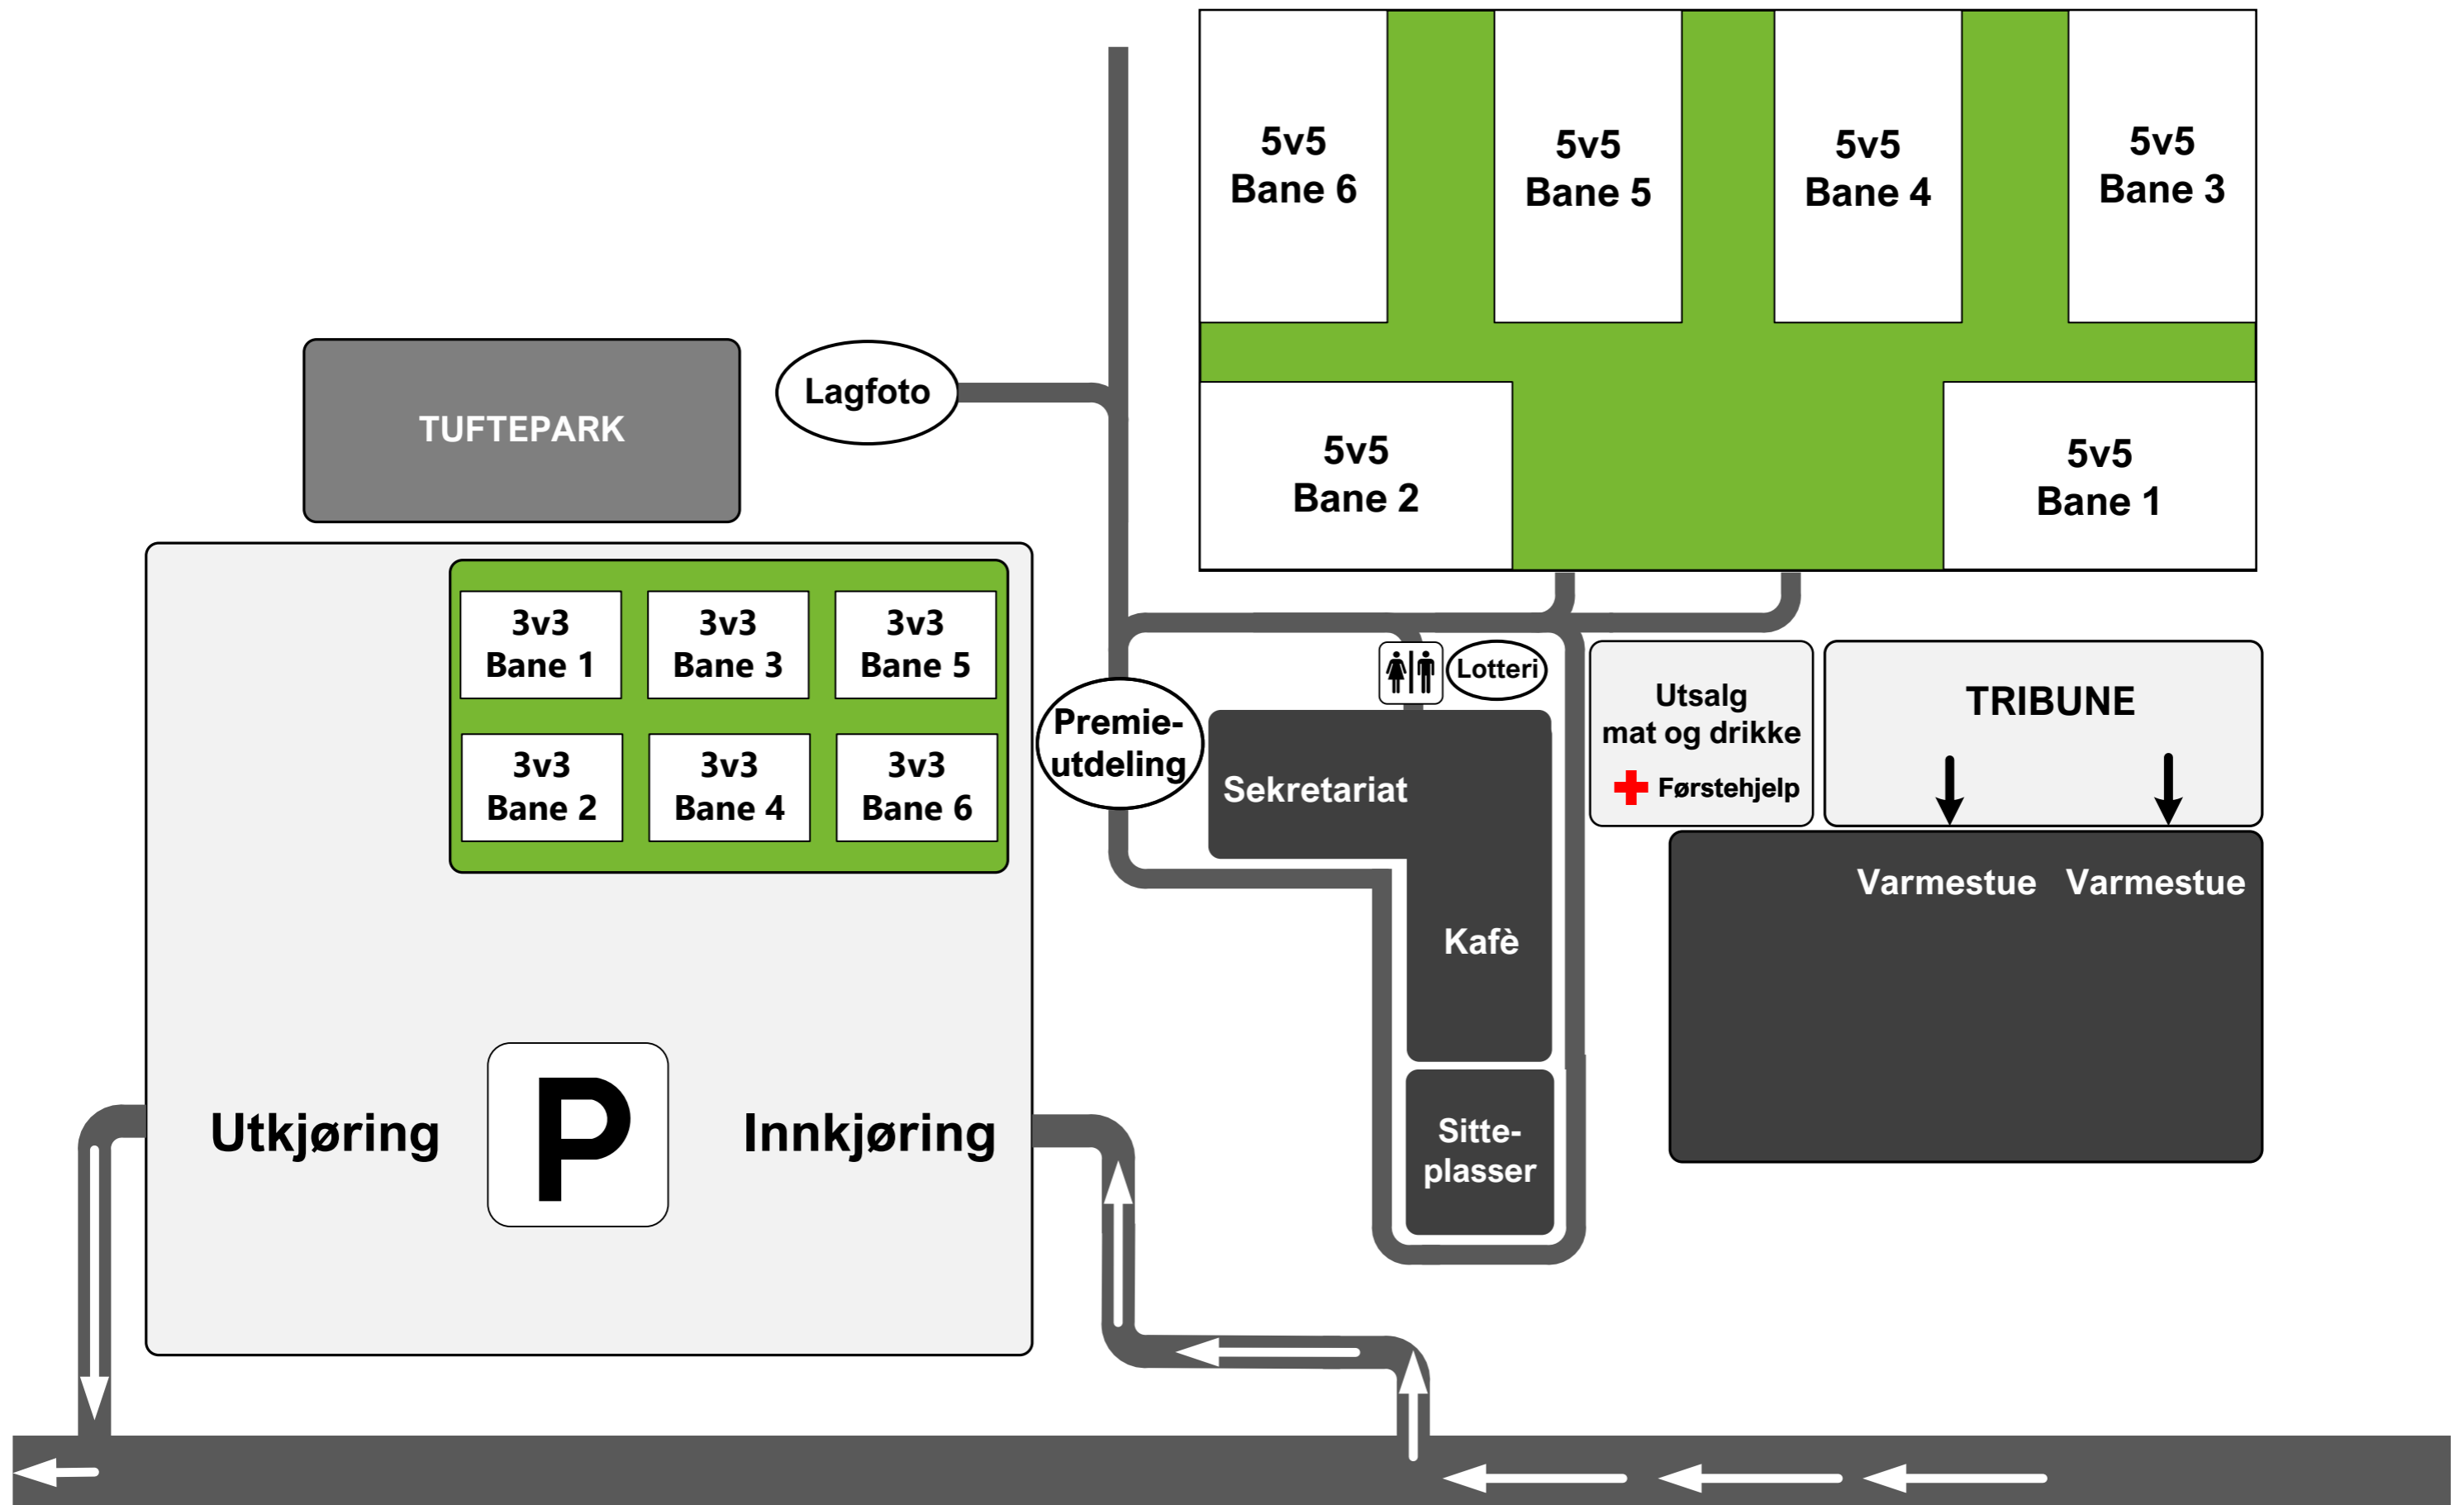 5v5
Bane 6
5v5
Bane 5
5v5
Bane 4
5v5
Bane 3
5v5
Bane 2
5v5
Bane 1
Lagfoto
TUFTEPARK
3v3
Bane 1
3v3
Bane 3
3v3
Bane 5
3v3
Bane 2
3v3
Bane 4
3v3
Bane 6
Premie-
utdeling
Lotteri
Sekretariat
Kafè
Sitte-
plasser
Utsalg
mat og drikke
Førstehjelp
TRIBUNE
Varmestue
Varmestue
Utkjøring
P
Innkjøring